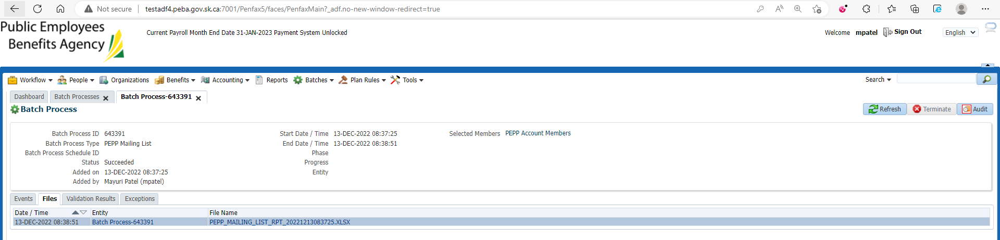 Not secure testadf4.peba.gov.sk.ca:7001/Penfax5/faces/PenfaxMain?_adf.no-new-window-redirect=true
Public Employees
Benefits Agency
Current Payroll Month End Date 31-JAN-2023 Payment System Unlocked
Welcome mpatel Sign Out English
Workflow People Organizations Benefits Accounting Reports Batches Plan Rules Tools Search
Dashboard Batch Processes Batch Process-643391
Batch Process
Refresh Terminate Audit
Batch Process ID 643391 Start Date / Time 13-DEC-2022 08:37:25 Selected Members PEPP Account Members
Batch Process Type PEPP Mailing List End Date / Time 13-DEC-2022 08:38:51
Batch Process Schedule ID Phase
Status Succeeded Progress
Added on 13-DEC-2022 08:37:25 Entity
Added by Mayuri Patel (mpatel)
Events Files Validation Results Exceptions
Date / Time Entity File Name
13-DEC-2022 08:38:51 Batch Process-643391 PEPP_MAILING_LIST_RPT_20221213083725.XLSX